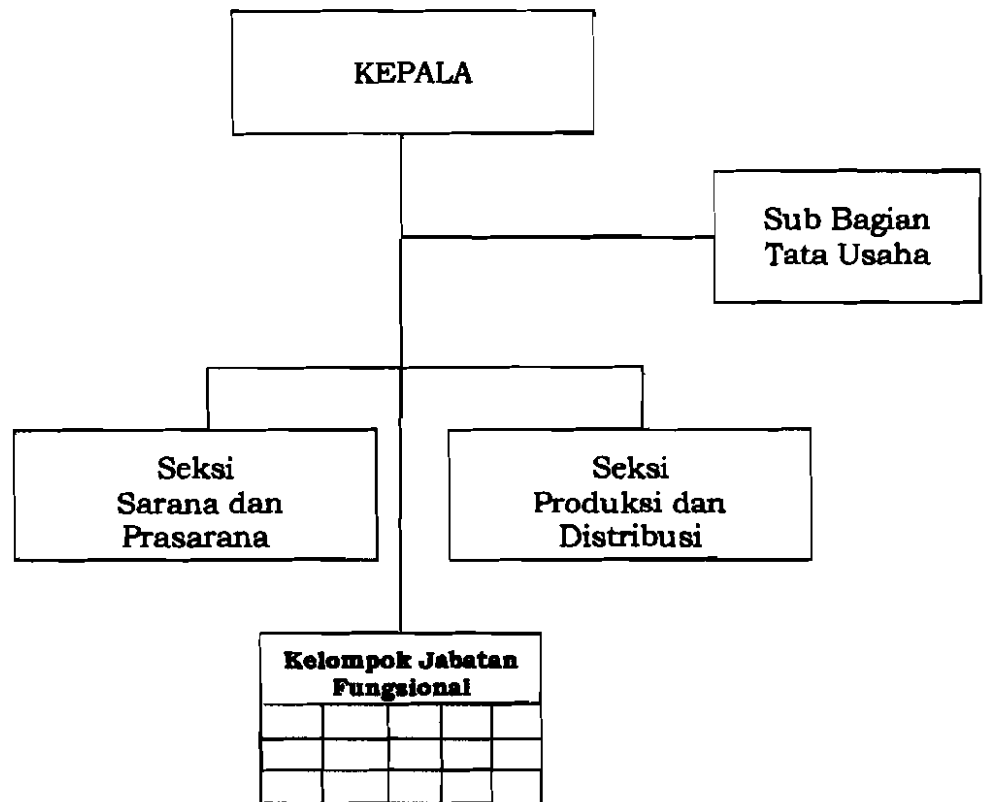 KEPALA
Sub Bagian
Tata Usaha
Seksi
Sarana dan
Prasarana
Seksi
Produksi dan
Distribusi
Kelompok Jabatan
Fungsional